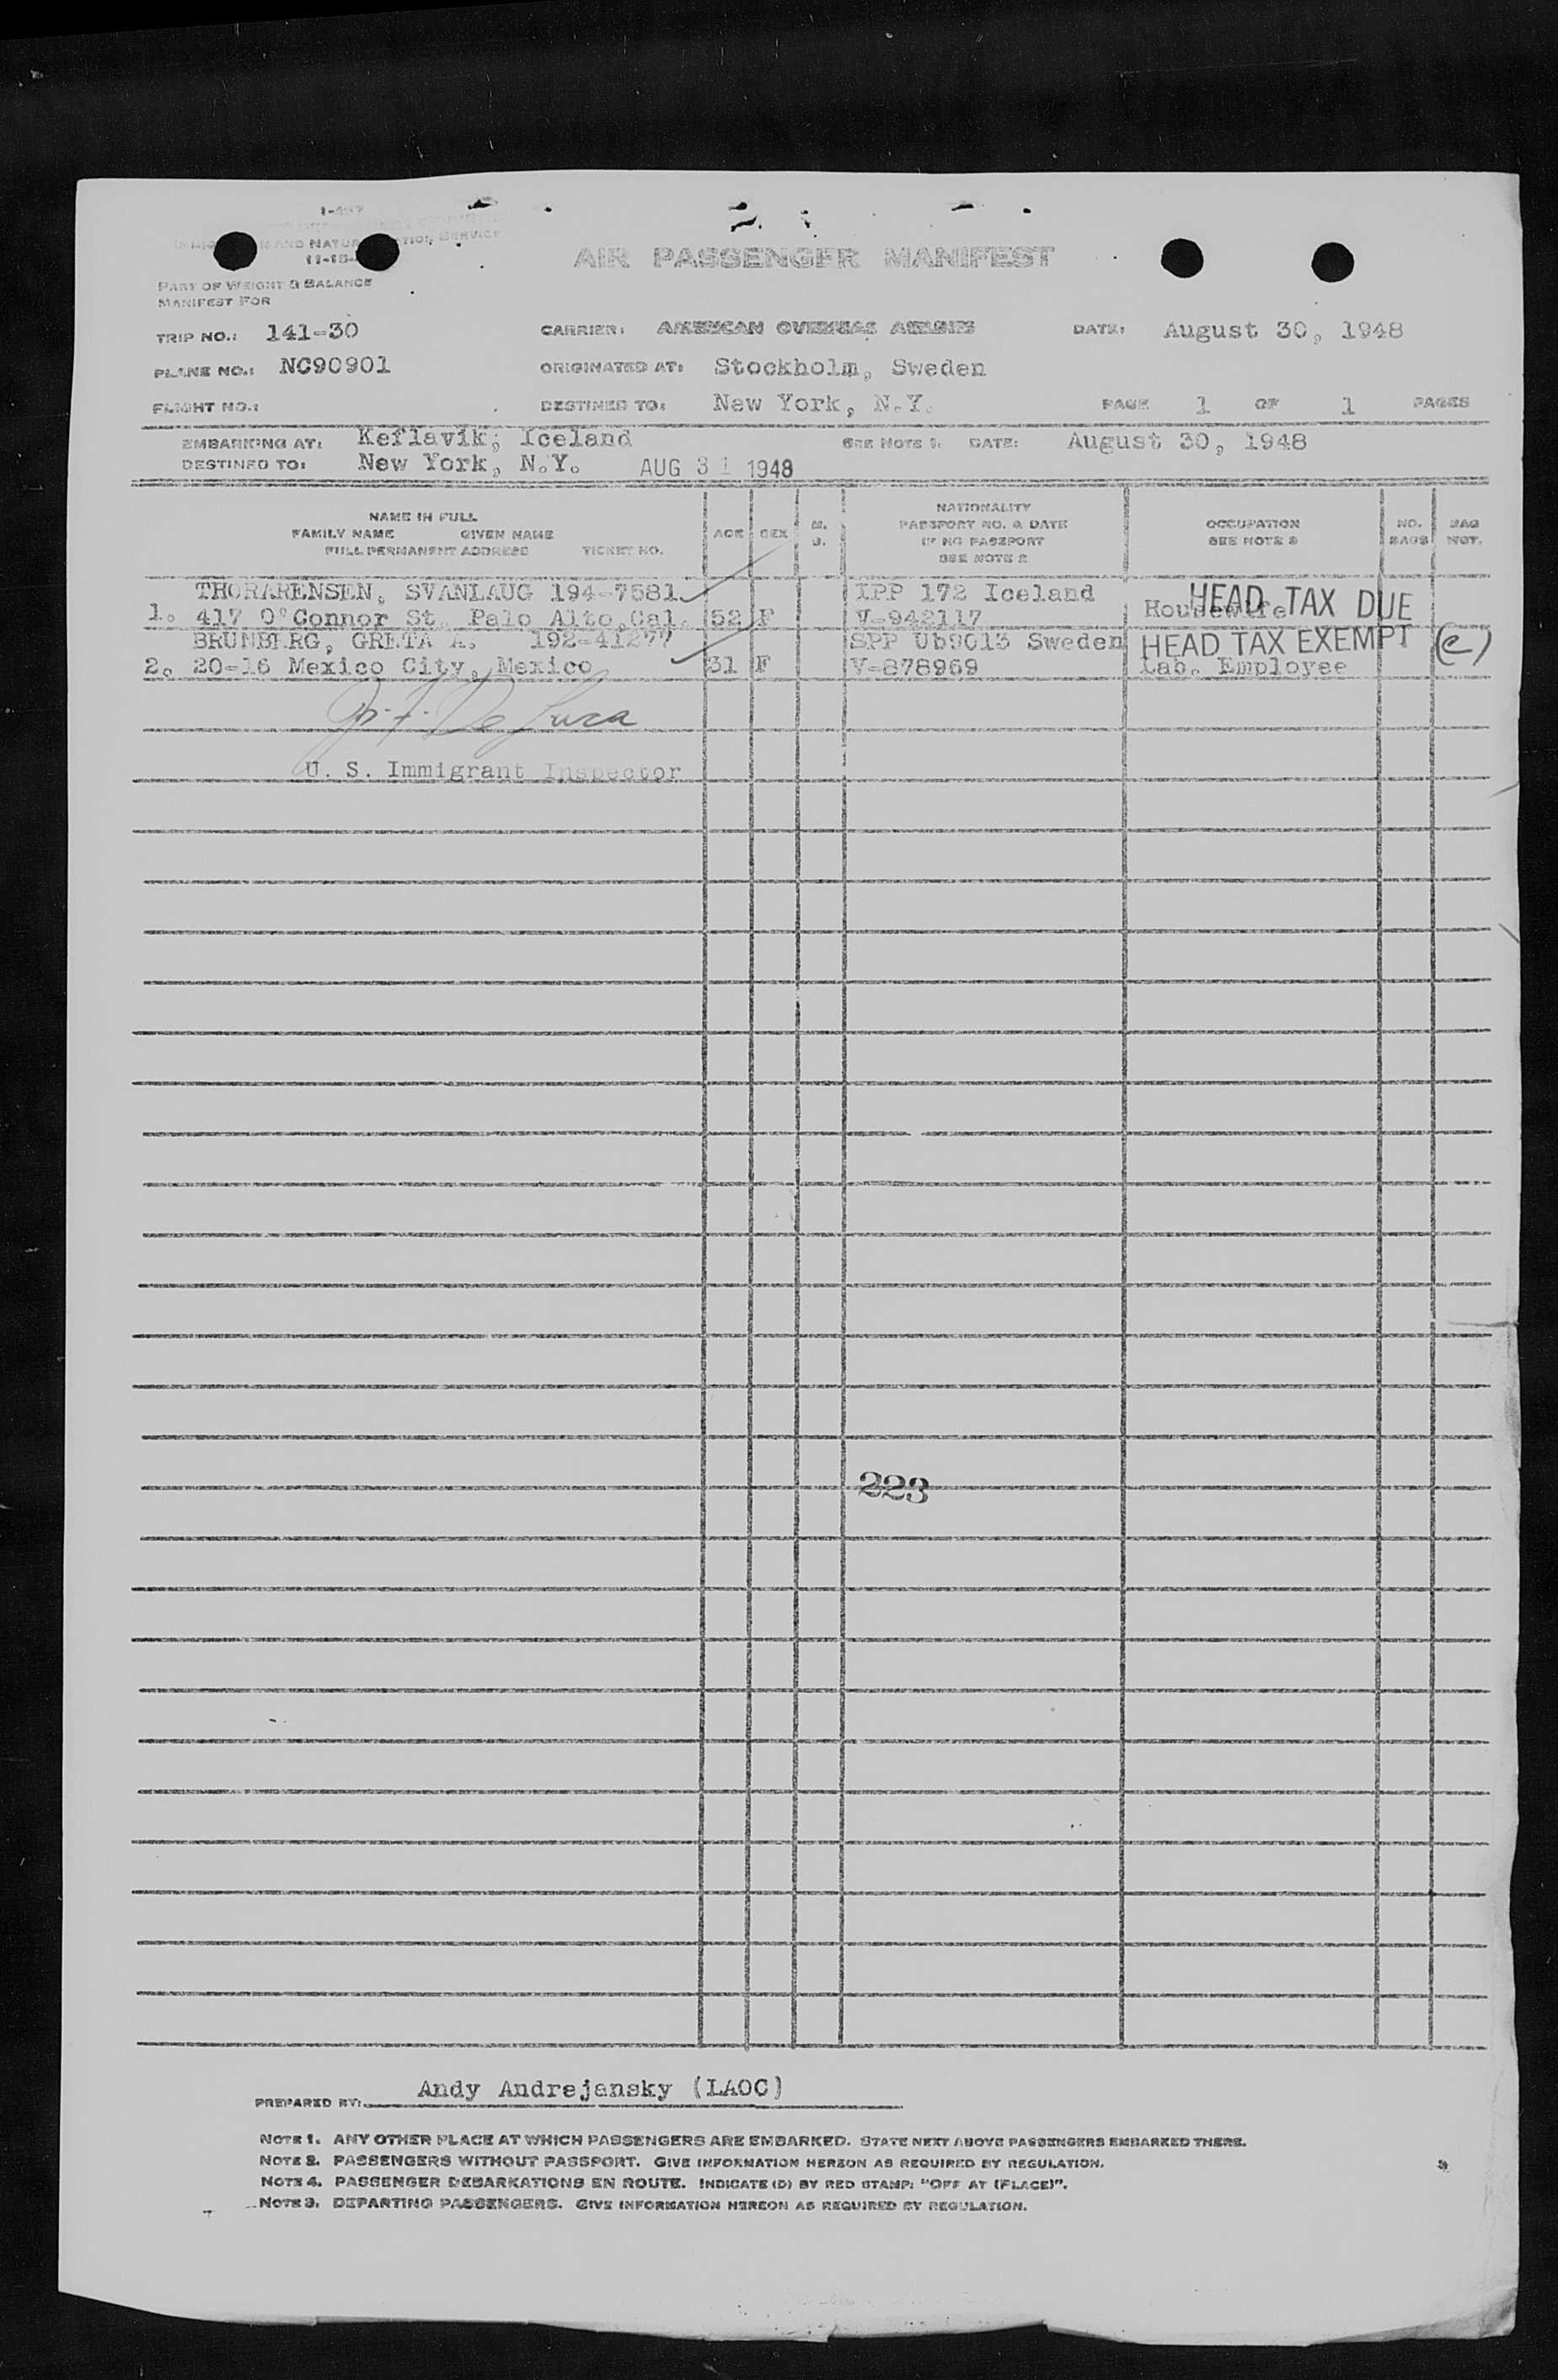 AIR PASSENGER MANIFEST
PART OF WEIGHT & BALANCE
MANIFEST FOR
TRIP NO.: 141-30 CARRIER: AMERICAN OVERSEAS AIRLINES DATE: August 30, 1948
PLANE NO.: NC90901 ORIGINATED AT: Stockholm, Sweden
FLIGHT NO.: DESTINED TO: New York, N.Y. PAGE 1 OF 1 PAGES
EMBARKING AT: Keflavik, Iceland SEE NOTE 1. DATE: August 30, 1948
DESTINED TO: New York, N.Y. AUG 31 1948
NAME IN FULL
FAMILY NAME GIVEN NAME
FULL PERMANENT ADDRESS TICKET NO.
AGE SEX
NATIONALITY
PASSPORT NO. & DATE
IF NO PASSPORT
SEE NOTE 2
OCCUPATION
SEE NOTE 3
NO.
BAGS
BAG
WGT.
THORARENSEN, SVANLAUG 194-7581 IPP 172 Iceland HEAD TAX DUE
1. 417 O'Connor St. Palo Alto, Cal. 52 F V-942117 Housewife
BRUNBERG, GRETA A. 192-41277 SPP Ub9013 Sweden HEAD TAX EXEMPT (e)
2. 20-16 Mexico City, Mexico 31 F V-878969 Lab. Employee
De Luca
U. S. Immigrant Inspector
223
PREPARED BY: Andy Andrejansky (LAOC)
NOTE 1. ANY OTHER PLACE AT WHICH PASSENGERS ARE EMBARKED. STATE NEXT ABOVE PASSENGERS EMBARKED THERE.
NOTE 2. PASSENGERS WITHOUT PASSPORT. GIVE INFORMATION HEREON AS REQUIRED BY REGULATION.
NOTE 4. PASSENGER DEBARKATIONS EN ROUTE. INDICATE (D) BY RED STAMP: "OFF AT (PLACE)".
NOTE 3. DEPARTING PASSENGERS. GIVE INFORMATION HEREON AS REQUIRED BY REGULATION.